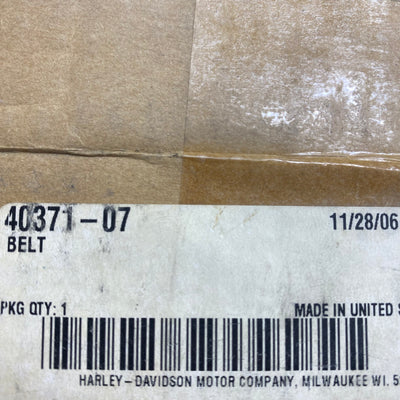 40371-07 11/28/06
BELT
PKG QTY: 1 MADE IN UNITED S
HARLEY-DAVIDSON MOTOR COMPANY, MILWAUKEE WI. 5